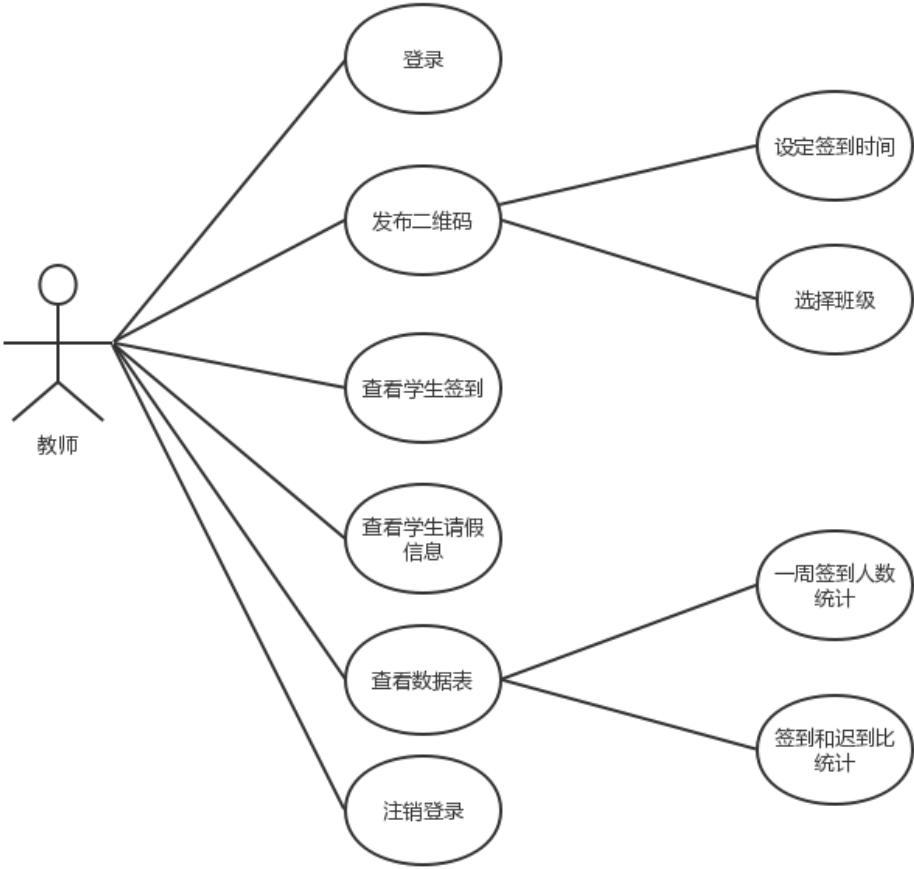 登录
设定签到时间
发布二维码
选择班级
查看学生签到
教师
查看学生请假
信息
一周签到人数
统计
查看数据表
签到和迟到比
统计
注销登录